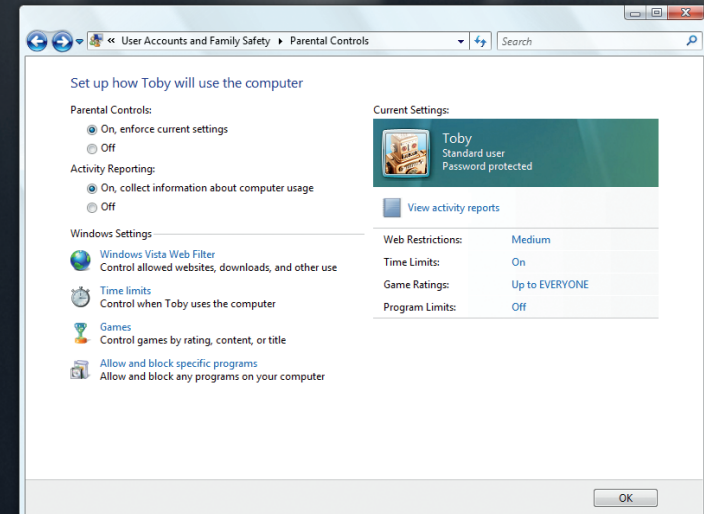 « User Accounts and Family Safety ▸ Parental Controls
Search
Set up how Toby will use the computer
Parental Controls:
On, enforce current settings
Off
Activity Reporting:
On, collect information about computer usage
Off
Windows Settings
Windows Vista Web Filter
Control allowed websites, downloads, and other use
Time limits
Control when Toby uses the computer
Games
Control games by rating, content, or title
Allow and block specific programs
Allow and block any programs on your computer
Current Settings:
Toby
Standard user
Password protected
View activity reports
Web Restrictions: Medium
Time Limits: On
Game Ratings: Up to EVERYONE
Program Limits: Off
OK